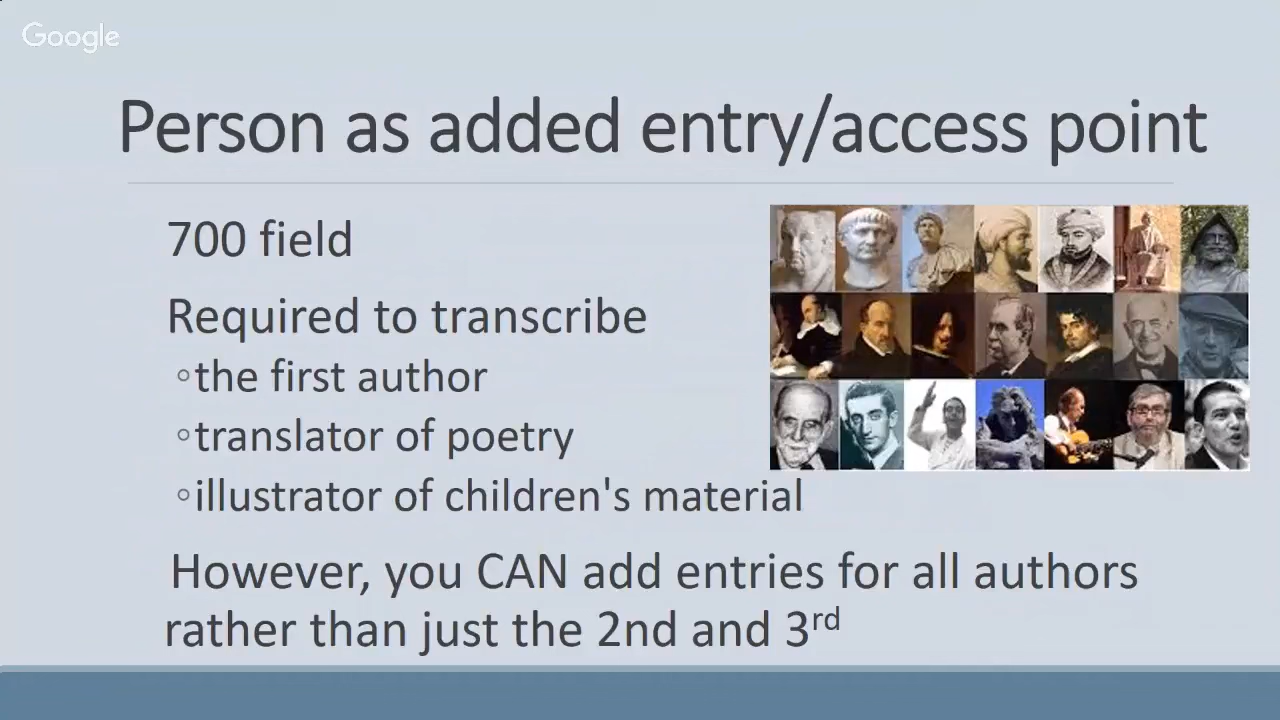 Google
Person as added entry/access point
700 field
Required to transcribe
◦the first author
◦translator of poetry
◦illustrator of children's material
However, you CAN add entries for all authors
rather than just the 2nd and 3rd